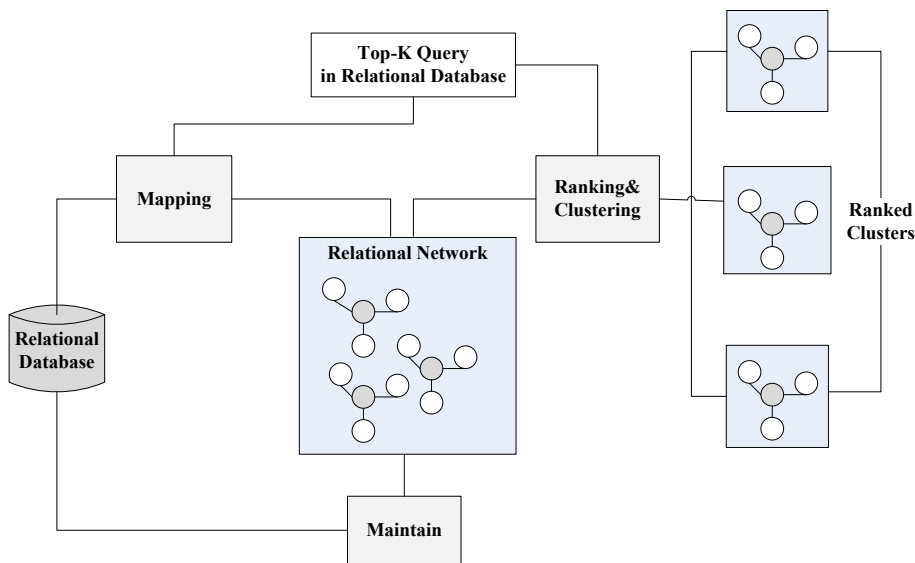 Top-K Query
in Relational Database
Mapping
Ranking&
Clustering
Ranked
Clusters
Relational Network
Relational
Database
Maintain